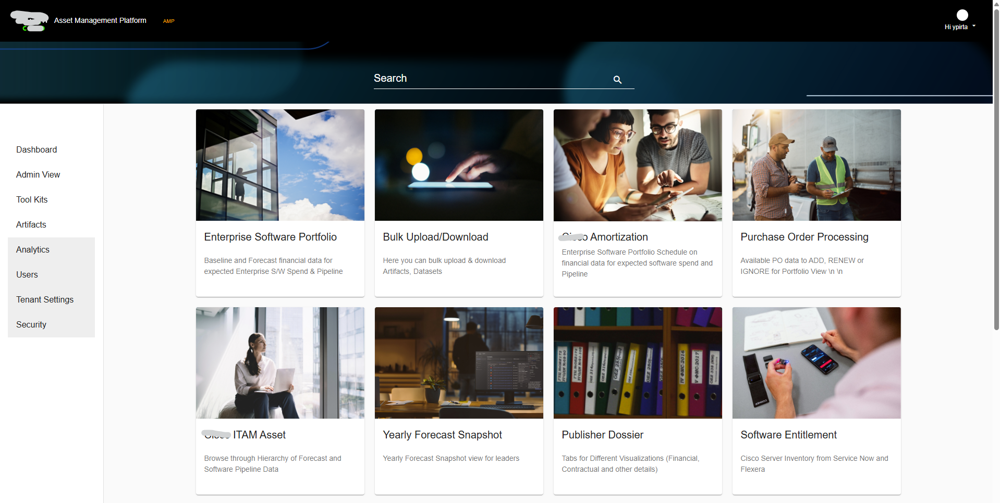 Asset Management Platform
AMP
Hi ypirta
Search
Dashboard
Admin View
Tool Kits
Artifacts
Analytics
Users
Tenant Settings
Security
Enterprise Software Portfolio
Baseline and Forecast financial data for
expected Enterprise S/W Spend & Pipeline
Bulk Upload/Download
Here you can bulk upload & download
Artifacts, Datasets
Amortization
Enterprise Software Portfolio Schedule on
financial data for expected software spend and
Pipeline
Purchase Order Processing
Available PO data to ADD, RENEW or
IGNORE for Portfolio View \n \n
ITAM Asset
Browse through Hierarchy of Forecast and
Software Pipeline Data
Yearly Forecast Snapshot
Yearly Forecast Snapshot view for leaders
Publisher Dossier
Tabs for Different Visualizations (Financial,
Contractual and other details)
Software Entitlement
Cisco Server Inventory from Service Now and
Flexera